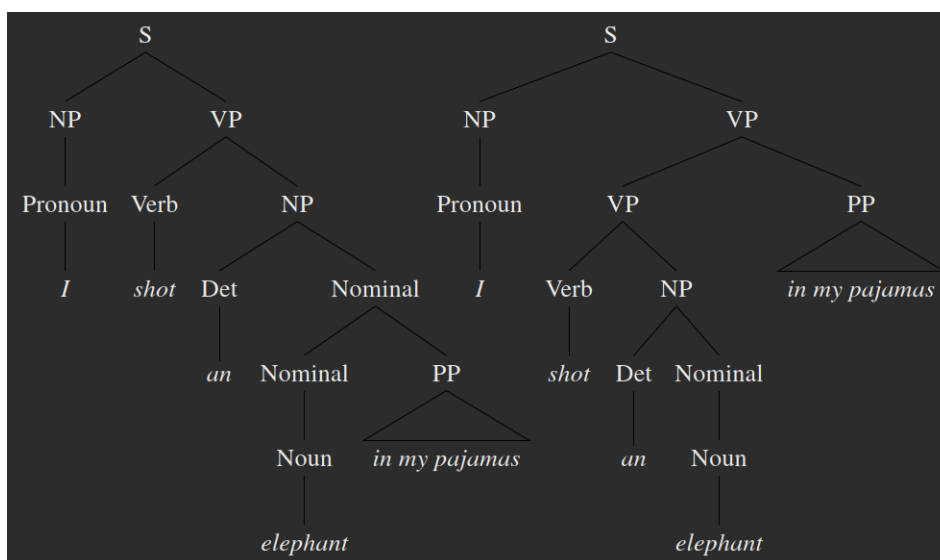 S S
NP VP NP VP
Pronoun Verb NP Pronoun VP PP
I shot Det Nominal I Verb NP in my pajamas
an Nominal PP shot Det Nominal
Noun in my pajamas an Noun
elephant elephant